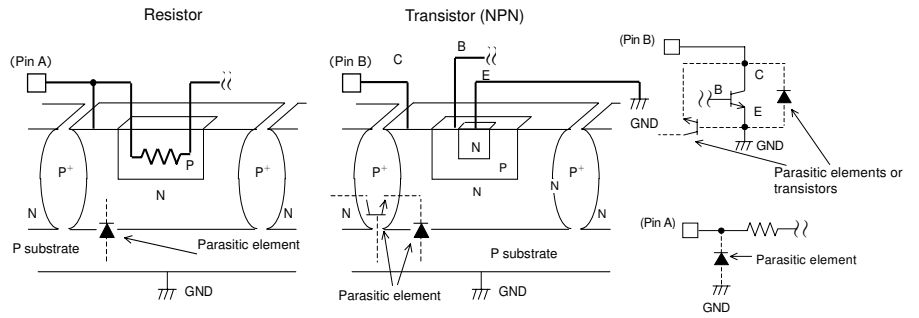 Resistor
(Pin A)
P+
P
P+
N
N
N
P substrate
Parasitic element
GND
Transistor (NPN)
(Pin B)
C
B
E
GND
P+
N
P
P+
N
N
N
N
P substrate
Parasitic element
GND
(Pin B)
C
B
E
GND
Parasitic elements or
transistors
(Pin A)
Parasitic element
GND